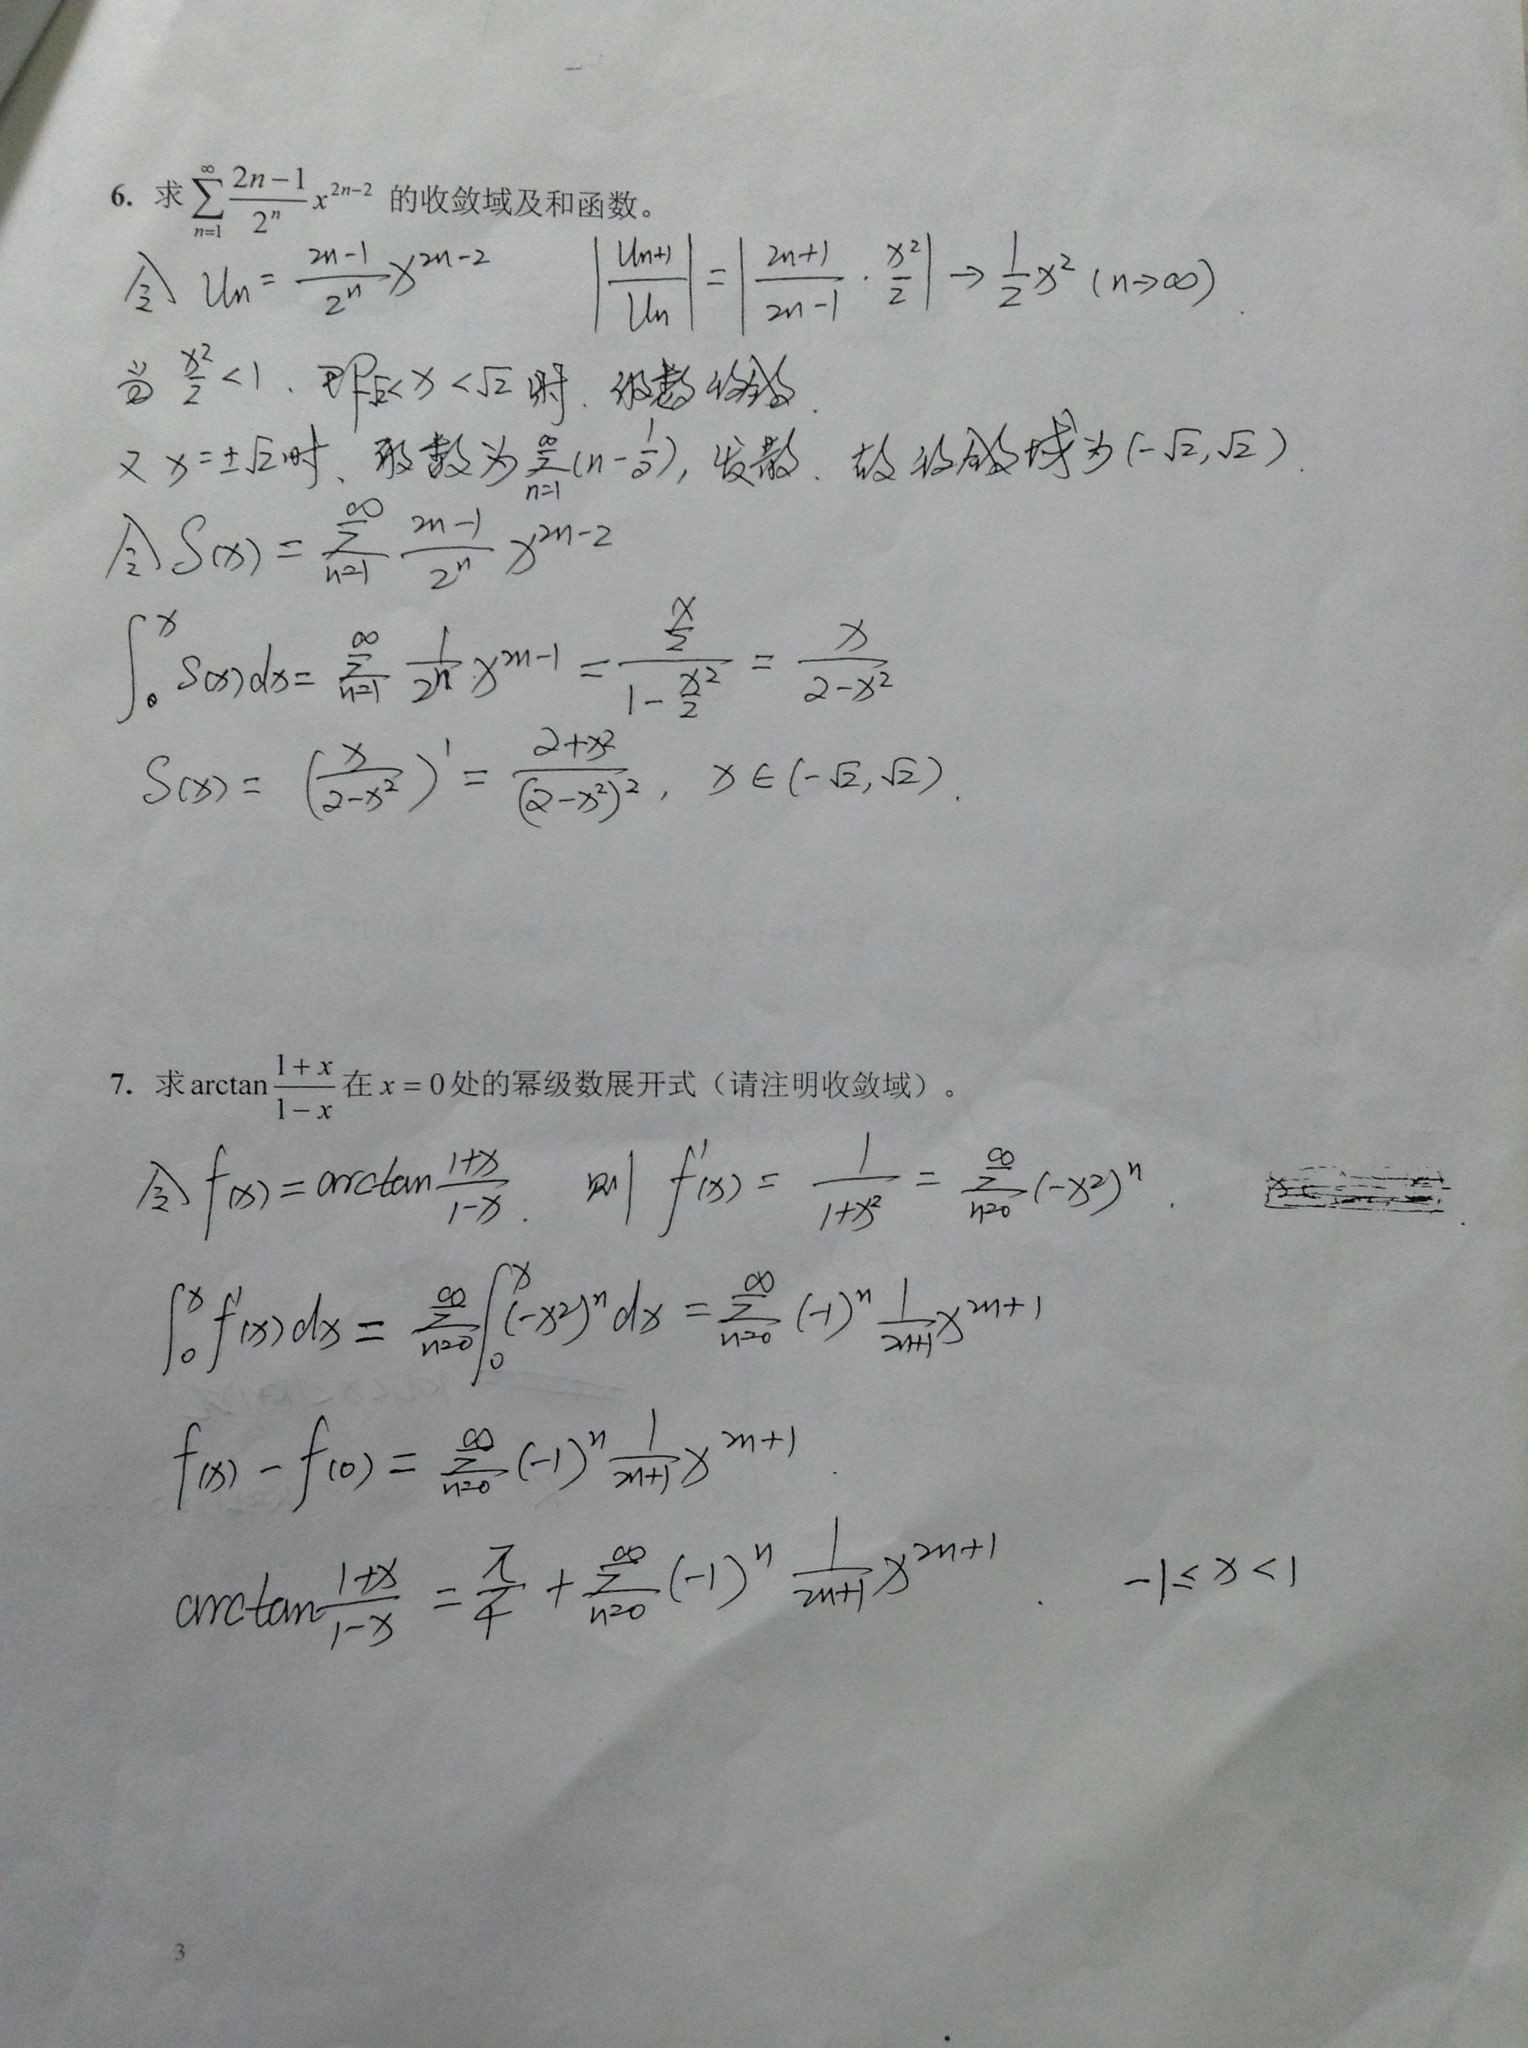 6. 求 $\sum_{n=1}^{\infty}\frac{2n-1}{2^n}x^{2n-2}$ 的收敛域及和函数。
令 $U_n=\frac{2n-1}{2^n}x^{2n-2}$ $\left|\frac{U_{n+1}}{U_n}\right|=\left|\frac{2n+1}{2n-1}\cdot\frac{x^2}{2}\right|\to\frac{1}{2}x^2$ $(n\to\infty)$
当 $\frac{x^2}{2}<1$, 即 $-\sqrt{2}<x<\sqrt{2}$ 时, 级数收敛.
又 $x=\pm\sqrt{2}$ 时, 级数为 $\sum_{n=1}^{\infty}(n-\frac{1}{2})$, 发散. 故收敛域为 $(-\sqrt{2},\sqrt{2})$.
令 $S(x)=\sum_{n=1}^{\infty}\frac{2n-1}{2^n}x^{2n-2}$
$\int_0^x S(x)dx=\sum_{n=1}^{\infty}\frac{1}{2^n}x^{2n-1}=\frac{\frac{x}{2}}{1-\frac{x^2}{2}}=\frac{x}{2-x^2}$
$S(x)=\left(\frac{x}{2-x^2}\right)'=\frac{2+x^2}{(2-x^2)^2}$, $x\in(-\sqrt{2},\sqrt{2})$.
7. 求 $\arctan\frac{1+x}{1-x}$ 在 $x=0$ 处的幂级数展开式（请注明收敛域）。
令 $f(x)=\arctan\frac{1+x}{1-x}$. 则 $f'(x)=\frac{1}{1+x^2}=\sum_{n=0}^{\infty}(-x^2)^n$.
$\int_0^x f'(x)dx=\sum_{n=0}^{\infty}\int_0^x(-x^2)^n dx=\sum_{n=0}^{\infty}(-1)^n\frac{1}{2n+1}x^{2n+1}$
$f(x)-f(0)=\sum_{n=0}^{\infty}(-1)^n\frac{1}{2n+1}x^{2n+1}$.
$\arctan\frac{1+x}{1-x}=\frac{\pi}{4}+\sum_{n=0}^{\infty}(-1)^n\frac{1}{2n+1}x^{2n+1}$. $-1\le x<1$
3